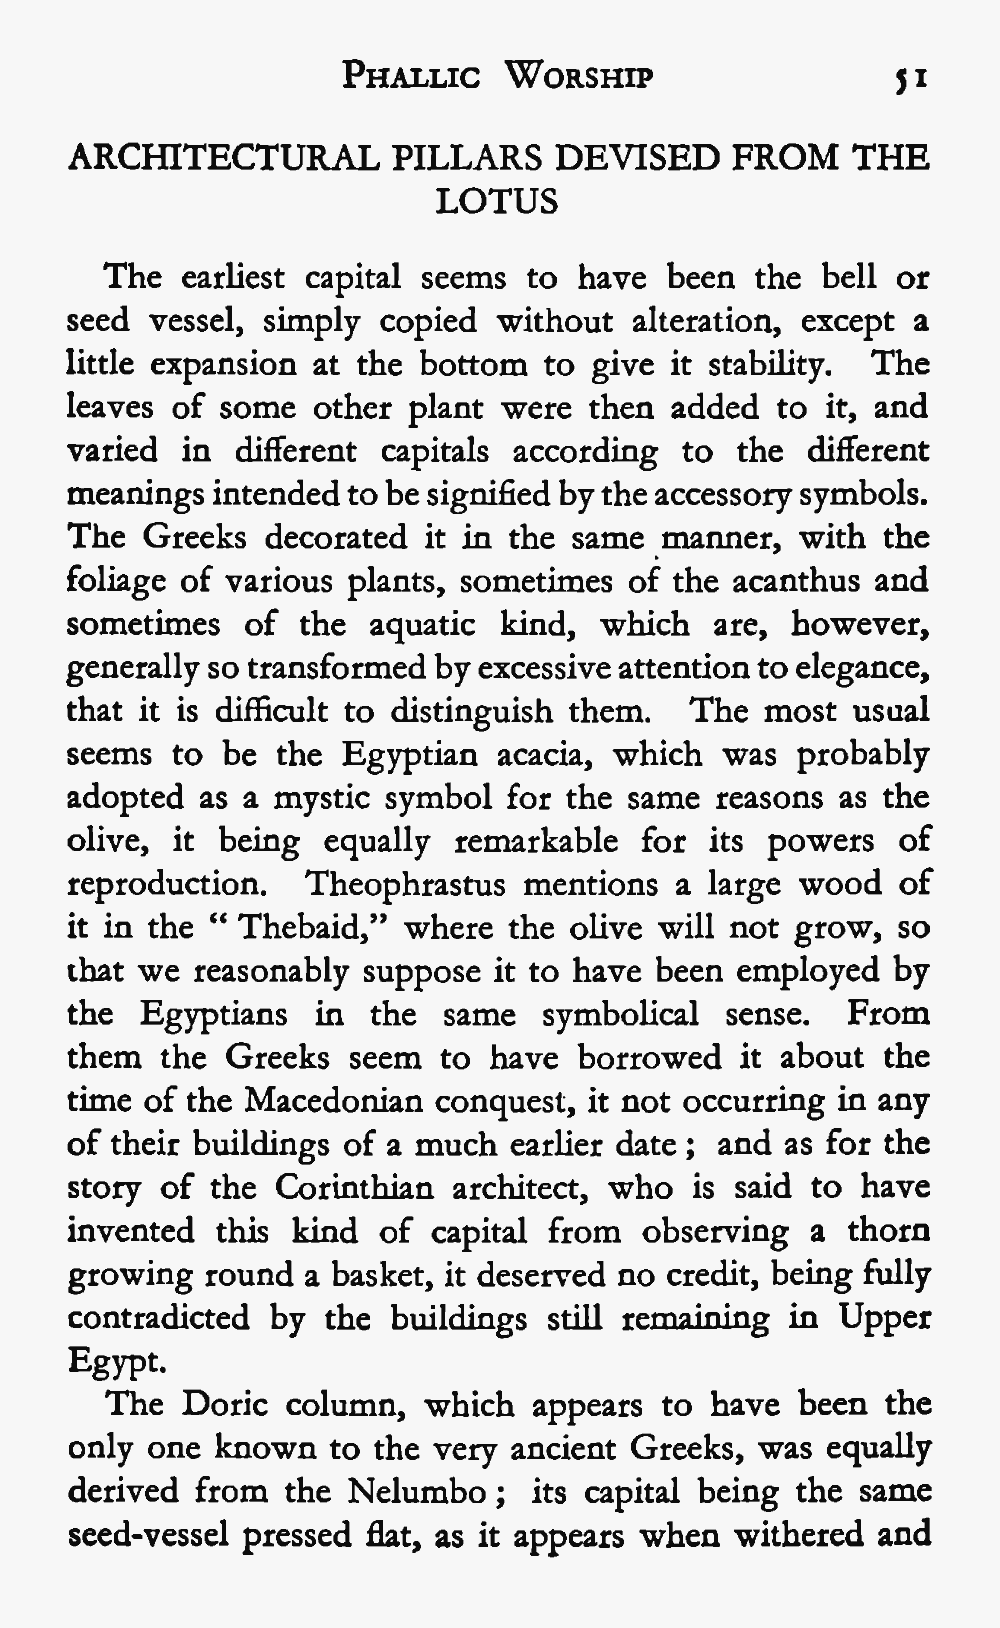 Phallic Worship 51
ARCHITECTURAL PILLARS DEVISED FROM THE
LOTUS
The earliest capital seems to have been the bell or
seed vessel, simply copied without alteration, except a
little expansion at the bottom to give it stability. The
leaves of some other plant were then added to it, and
varied in different capitals according to the different
meanings intended to be signified by the accessory symbols.
The Greeks decorated it in the same manner, with the
foliage of various plants, sometimes of the acanthus and
sometimes of the aquatic kind, which are, however,
generally so transformed by excessive attention to elegance,
that it is difficult to distinguish them. The most usual
seems to be the Egyptian acacia, which was probably
adopted as a mystic symbol for the same reasons as the
olive, it being equally remarkable for its powers of
reproduction. Theophrastus mentions a large wood of
it in the “ Thebaid,” where the olive will not grow, so
that we reasonably suppose it to have been employed by
the Egyptians in the same symbolical sense. From
them the Greeks seem to have borrowed it about the
time of the Macedonian conquest, it not occurring in any
of their buildings of a much earlier date ; and as for the
story of the Corinthian architect, who is said to have
invented this kind of capital from observing a thorn
growing round a basket, it deserved no credit, being fully
contradicted by the buildings still remaining in Upper
Egypt.
The Doric column, which appears to have been the
only one known to the very ancient Greeks, was equally
derived from the Nelumbo ; its capital being the same
seed-vessel pressed flat, as it appears when withered and